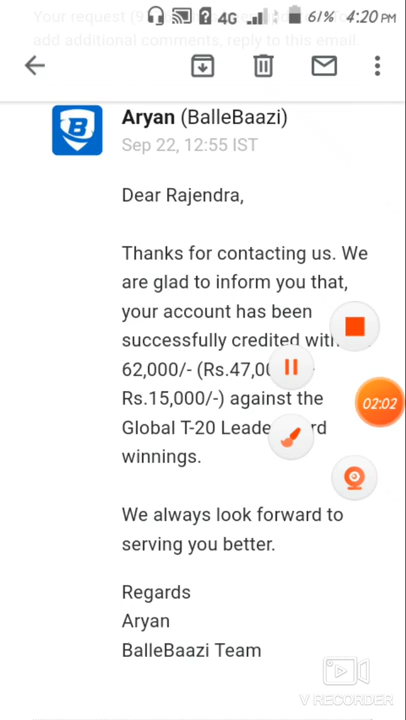 4G 61% 4:20PM
add additional comments, reply to this email
Aryan (BalleBaazi)
Sep 22, 12:55 IST
Dear Rajendra,
Thanks for contacting us. We
are glad to inform you that,
your account has been
successfully credited with
62,000/- (Rs.47,0
Rs.15,000/-) against the
Global T-20 Leade rd
winnings.
02:02
We always look forward to
serving you better.
Regards
Aryan
BalleBaazi Team
V RECORDER